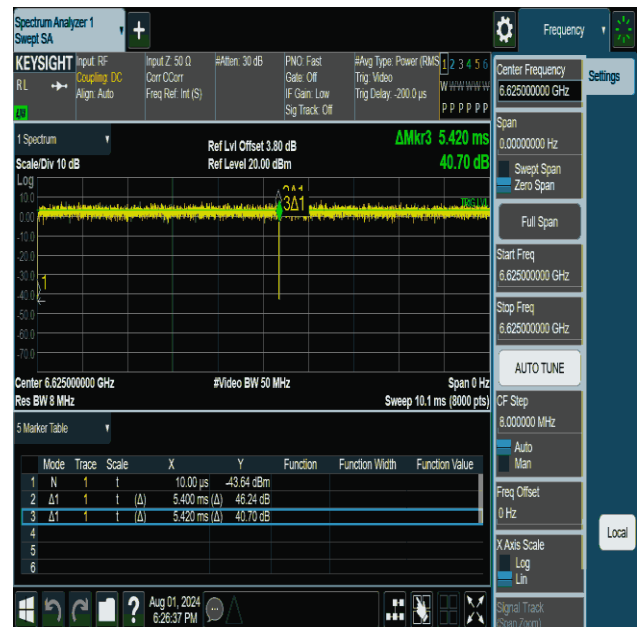 Spectrum Analyzer 1
Swept SA
+
Frequency
KEYSIGHT
RL
Input: RF
Coupling: DC
Align: Auto
Input Z: 50 Ω
Corr CCorr
Freq Ref: Int (S)
#Atten: 30 dB
PNO: Fast
Gate: Off
IF Gain: Low
Sig Track: Off
#Avg Type: Power (RMS
Trig: Video
Trig Delay: -200.0 µs
1 2 3 4 5 6
W W W W W W
P P P P P P
Center Frequency
6.625000000 GHz
Settings
Span
0.00000000 Hz
Swept Span
Zero Span
Full Span
Start Freq
6.625000000 GHz
Stop Freq
6.625000000 GHz
AUTO TUNE
CF Step
8.000000 MHz
Auto
Man
Freq Offset
0 Hz
X Axis Scale
Log
Lin
Signal Track
(Span Zoom)
Local
1 Spectrum
Scale/Div 10 dB
Log
Ref Lvl Offset 3.80 dB
Ref Level 20.00 dBm
ΔMkr3 5.420 ms
40.70 dB
10.0
0.00
-10.0
-20.0
-30.0
-40.0
-50.0
-60.0
-70.0
1
2Δ1
3Δ1
TRIG LVL
Center 6.625000000 GHz
Res BW 8 MHz
#Video BW 50 MHz
Span 0 Hz
Sweep 10.1 ms (8000 pts)
5 Marker Table
Mode Trace Scale X Y Function Function Width Function Value
1 N 1 t 10.00 µs -43.64 dBm
2 Δ1 1 t (Δ) 5.400 ms (Δ) 46.24 dB
3 Δ1 1 t (Δ) 5.420 ms (Δ) 40.70 dB
4
5
6
?
Aug 01, 2024
6:26:37 PM